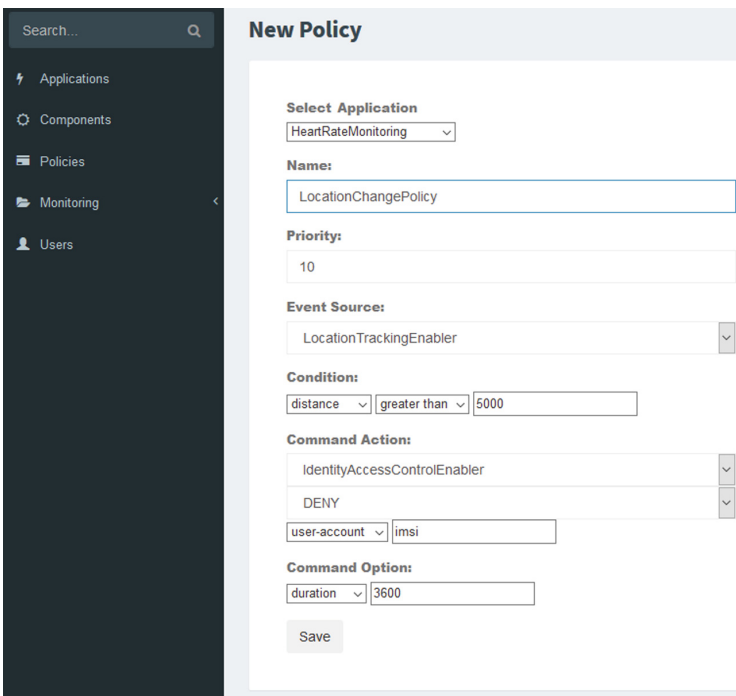 Search...
Applications
Components
Policies
Monitoring
Users
New Policy
Select Application
HeartRateMonitoring
Name:
LocationChangePolicy
Priority:
10
Event Source:
LocationTrackingEnabler
Condition:
distance greater than 5000
Command Action:
IdentityAccessControlEnabler
DENY
user-account imsi
Command Option:
duration 3600
Save